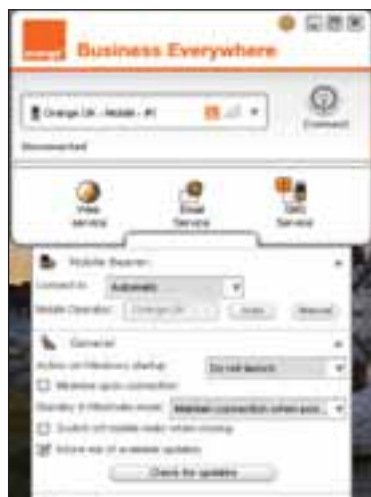 orange
Business Everywhere
Orange UK - Mobile - #1
Connect
Disconnected
Web service
Email Service
SMS Service
Mobile Bearer
Connect to: Automatic
Mobile Operator: Orange UK Auto Manual
General
Action on Windows startup: Do not launch
Minimise upon connection
Standby / Hibernate mode: Maintain connection when poss...
Switch off mobile radio when closing
Inform me of available updates
Check for updates